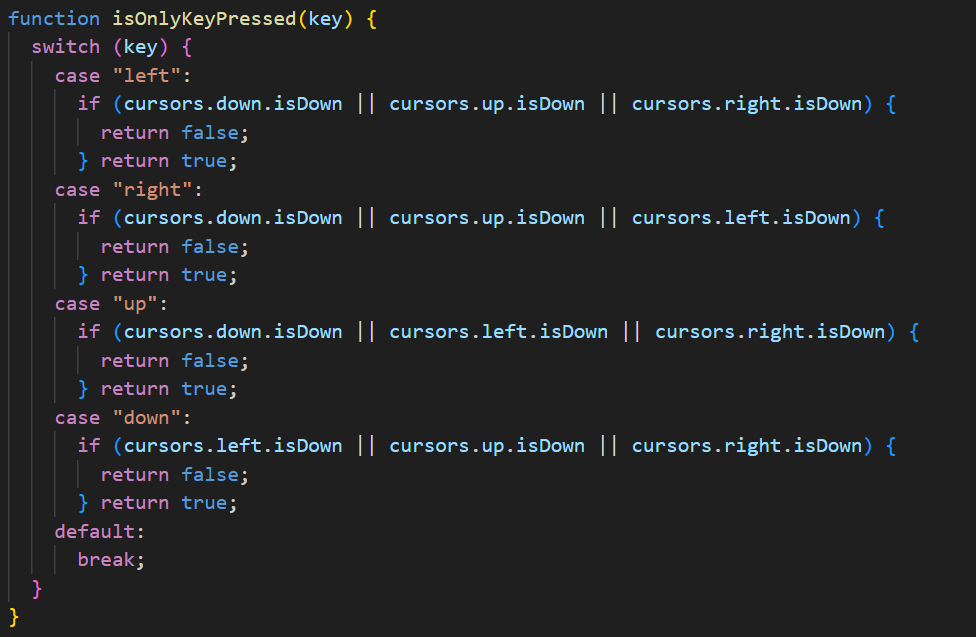 function isOnlyKeyPressed(key) {
  switch (key) {
    case "left":
      if (cursors.down.isDown || cursors.up.isDown || cursors.right.isDown) {
        return false;
      } return true;
    case "right":
      if (cursors.down.isDown || cursors.up.isDown || cursors.left.isDown) {
        return false;
      } return true;
    case "up":
      if (cursors.down.isDown || cursors.left.isDown || cursors.right.isDown) {
        return false;
      } return true;
    case "down":
      if (cursors.left.isDown || cursors.up.isDown || cursors.right.isDown) {
        return false;
      } return true;
    default:
      break;
  }
}